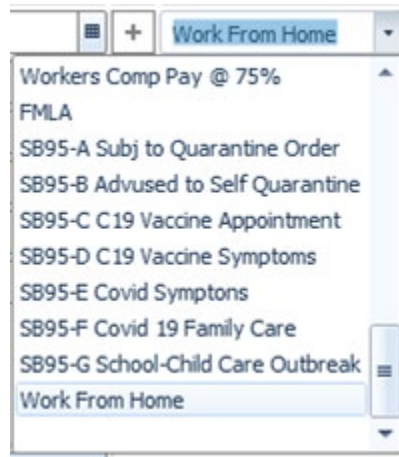 Work From Home
Workers Comp Pay @ 75%
FMLA
SB95-A Subj to Quarantine Order
SB95-B Advused to Self Quarantine
SB95-C C19 Vaccine Appointment
SB95-D C19 Vaccine Symptoms
SB95-E Covid Symptons
SB95-F Covid 19 Family Care
SB95-G School-Child Care Outbreak
Work From Home